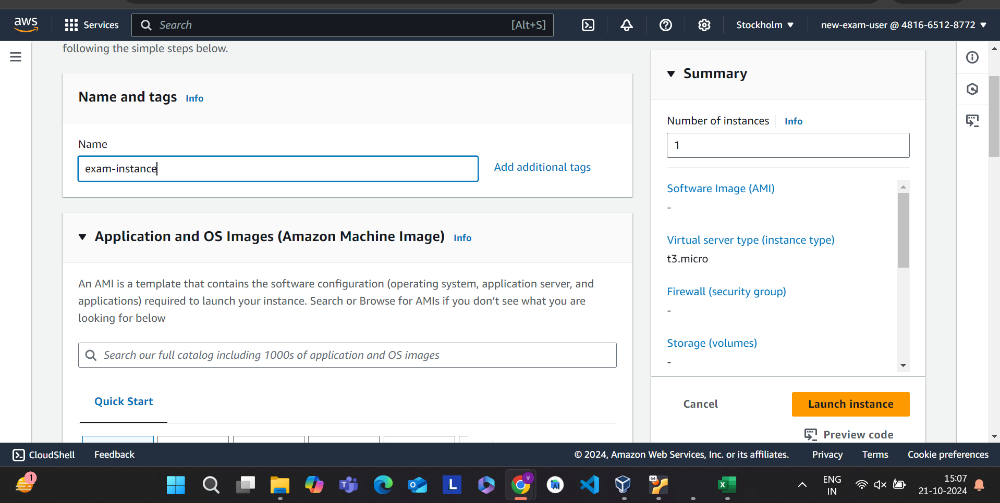 aws
Services
Search
[Alt+S]
Stockholm ▼
new-exam-user @ 4816-6512-8772 ▼
following the simple steps below.
Name and tags Info
Name
exam-instance
Add additional tags
▼ Application and OS Images (Amazon Machine Image) Info
An AMI is a template that contains the software configuration (operating system, application server, and
applications) required to launch your instance. Search or Browse for AMIs if you don’t see what you are
looking for below
Search our full catalog including 1000s of application and OS images
Quick Start
▼ Summary
Number of instances Info
1
Software Image (AMI)
-
Virtual server type (instance type)
t3.micro
Firewall (security group)
-
Storage (volumes)
-
Cancel
Launch instance
Preview code
CloudShell
Feedback
© 2024, Amazon Web Services, Inc. or its affiliates.
Privacy
Terms
Cookie preferences
1
T
O
L
V
64
X
ENG
IN
15:07
21-10-2024